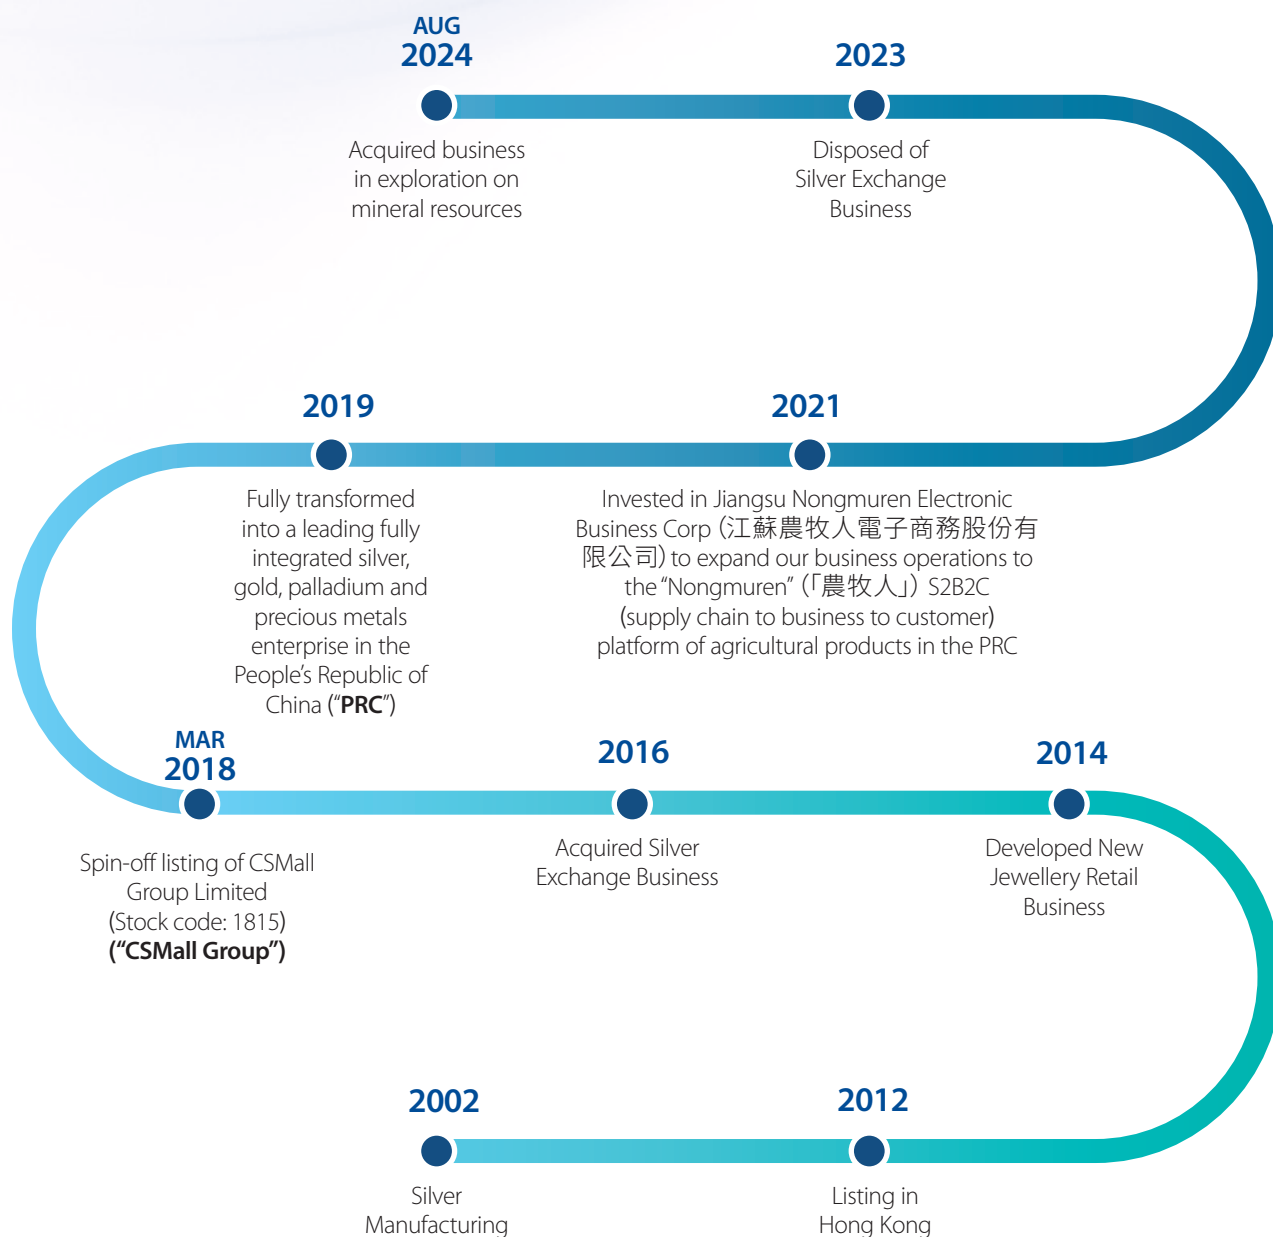 AUG
2024
Acquired business
in exploration on
mineral resources
2023
Disposed of
Silver Exchange
Business
2019
Fully transformed
into a leading fully
integrated silver,
gold, palladium and
precious metals
enterprise in the
People’s Republic of
China (“PRC”)
2021
Invested in Jiangsu Nongmuren Electronic
Business Corp (江蘇農牧人電子商務股份有
限公司) to expand our business operations to
the “Nongmuren” (「農牧人」) S2B2C
(supply chain to business to customer)
platform of agricultural products in the PRC
MAR
2018
Spin-off listing of CSMall
Group Limited
(Stock code: 1815)
(“CSMall Group”)
2016
Acquired Silver
Exchange Business
2014
Developed New
Jewellery Retail
Business
2002
Silver
Manufacturing
2012
Listing in
Hong Kong